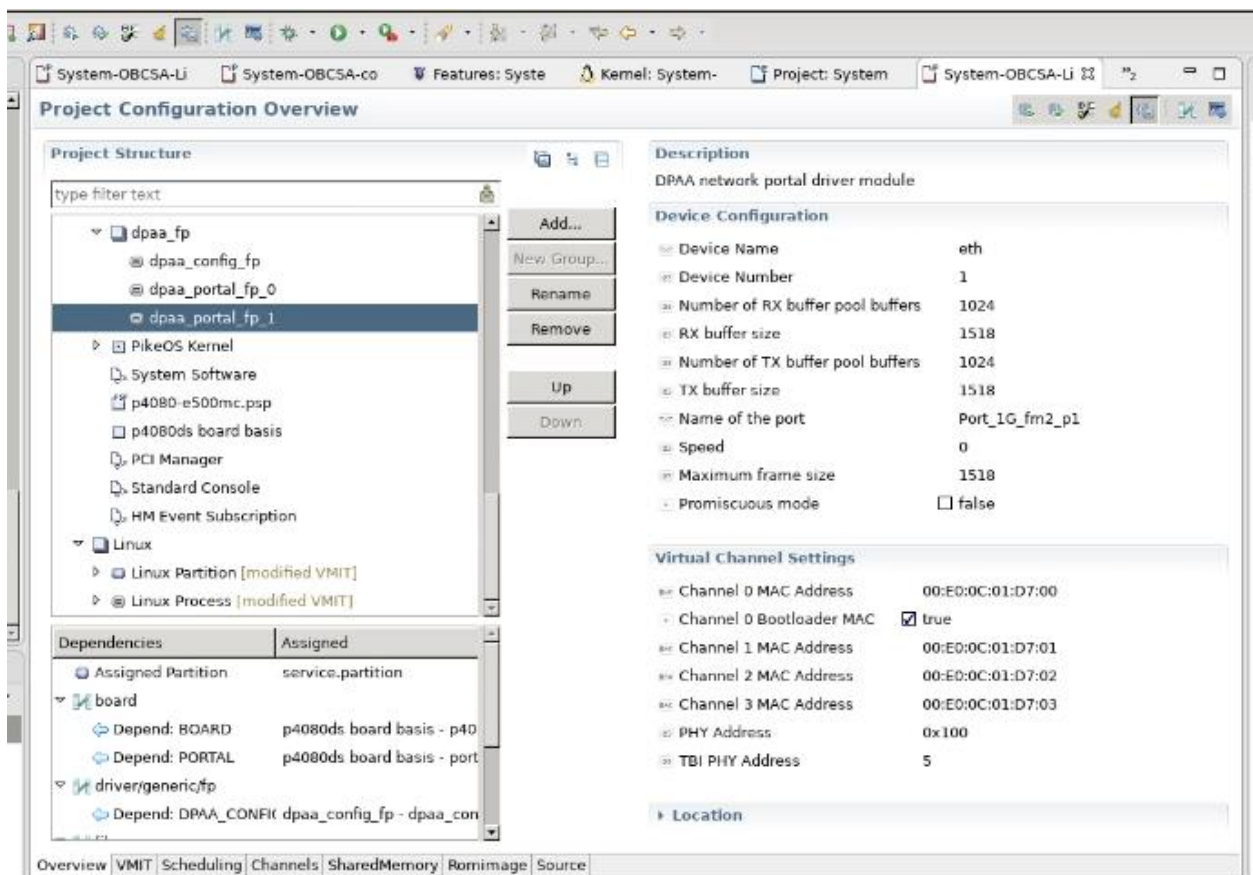 System-OBCSA-Li
System-OBCSA-co
Features: Syste
Kernel: System-
Project: System
System-OBCSA-Li
"2
Project Configuration Overview
Project Structure
type filter text
dpaa_fp
dpaa_config_fp
dpaa_portal_fp_0
dpaa_portal_fp_1
PikeOS Kernel
System Software
p4080-e500mc.psp
p4080ds board basis
PCI Manager
Standard Console
HM Event Subscription
Linux
Linux Partition [modified VMIT]
Linux Process [modified VMIT]
Add...
New Group...
Rename
Remove
Up
Down
Dependencies Assigned
Assigned Partition service.partition
board
Depend: BOARD p4080ds board basis - p40
Depend: PORTAL p4080ds board basis - port
driver/generic/fp
Depend: DPAA_CONFI( dpaa_config_fp - dpaa_con
Description
DPAA network portal driver module
Device Configuration
Device Name eth
Device Number 1
Number of RX buffer pool buffers 1024
RX buffer size 1518
Number of TX buffer pool buffers 1024
TX buffer size 1518
Name of the port Port_1G_fm2_p1
Speed 0
Maximum frame size 1518
Promiscuous mode false
Virtual Channel Settings
Channel 0 MAC Address 00:E0:0C:01:D7:00
Channel 0 Bootloader MAC true
Channel 1 MAC Address 00:E0:0C:01:D7:01
Channel 2 MAC Address 00:E0:0C:01:D7:02
Channel 3 MAC Address 00:E0:0C:01:D7:03
PHY Address 0x100
TBI PHY Address 5
Location
Overview VMIT Scheduling Channels SharedMemory Romimage Source